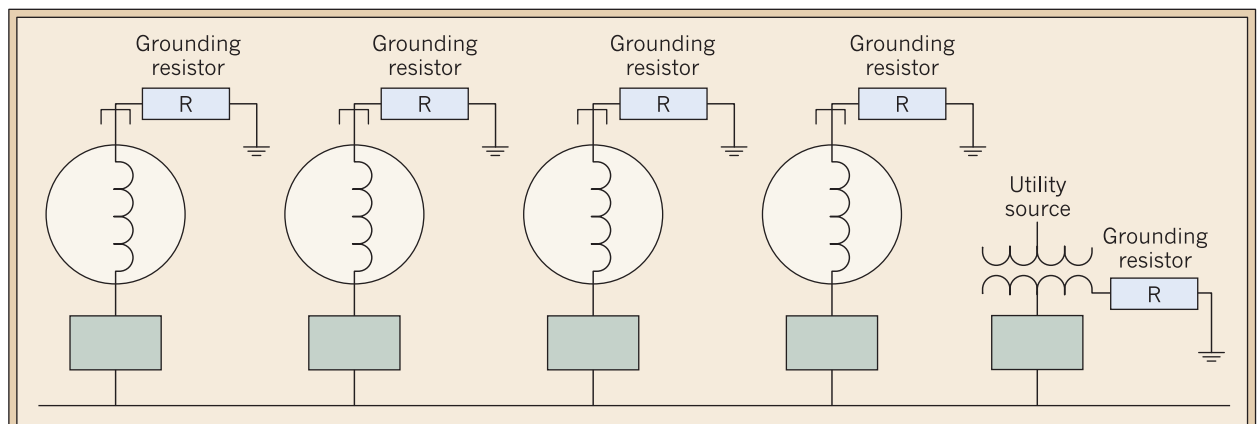 Grounding
resistor
R
Grounding
resistor
R
Grounding
resistor
R
Grounding
resistor
R
Utility
source
Grounding
resistor
R